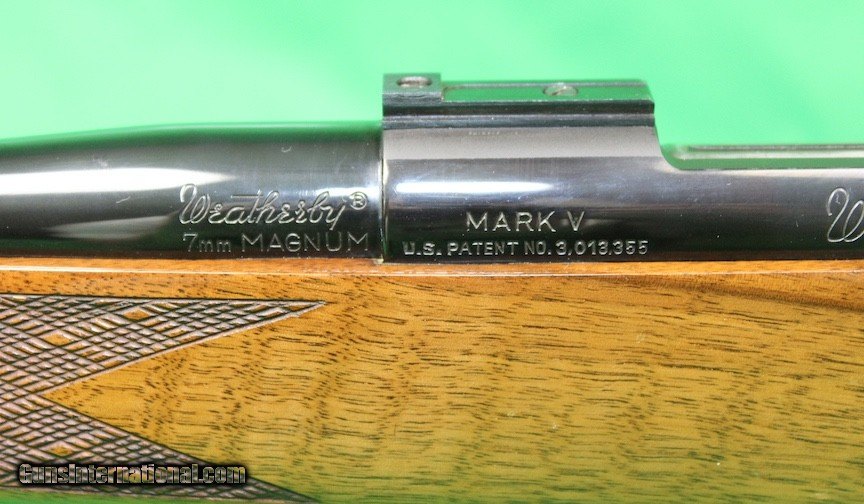 Weatherby®
7mm MAGNUM
MARK V
U.S. PATENT NO. 3,013,355
W
GunsInternational.com